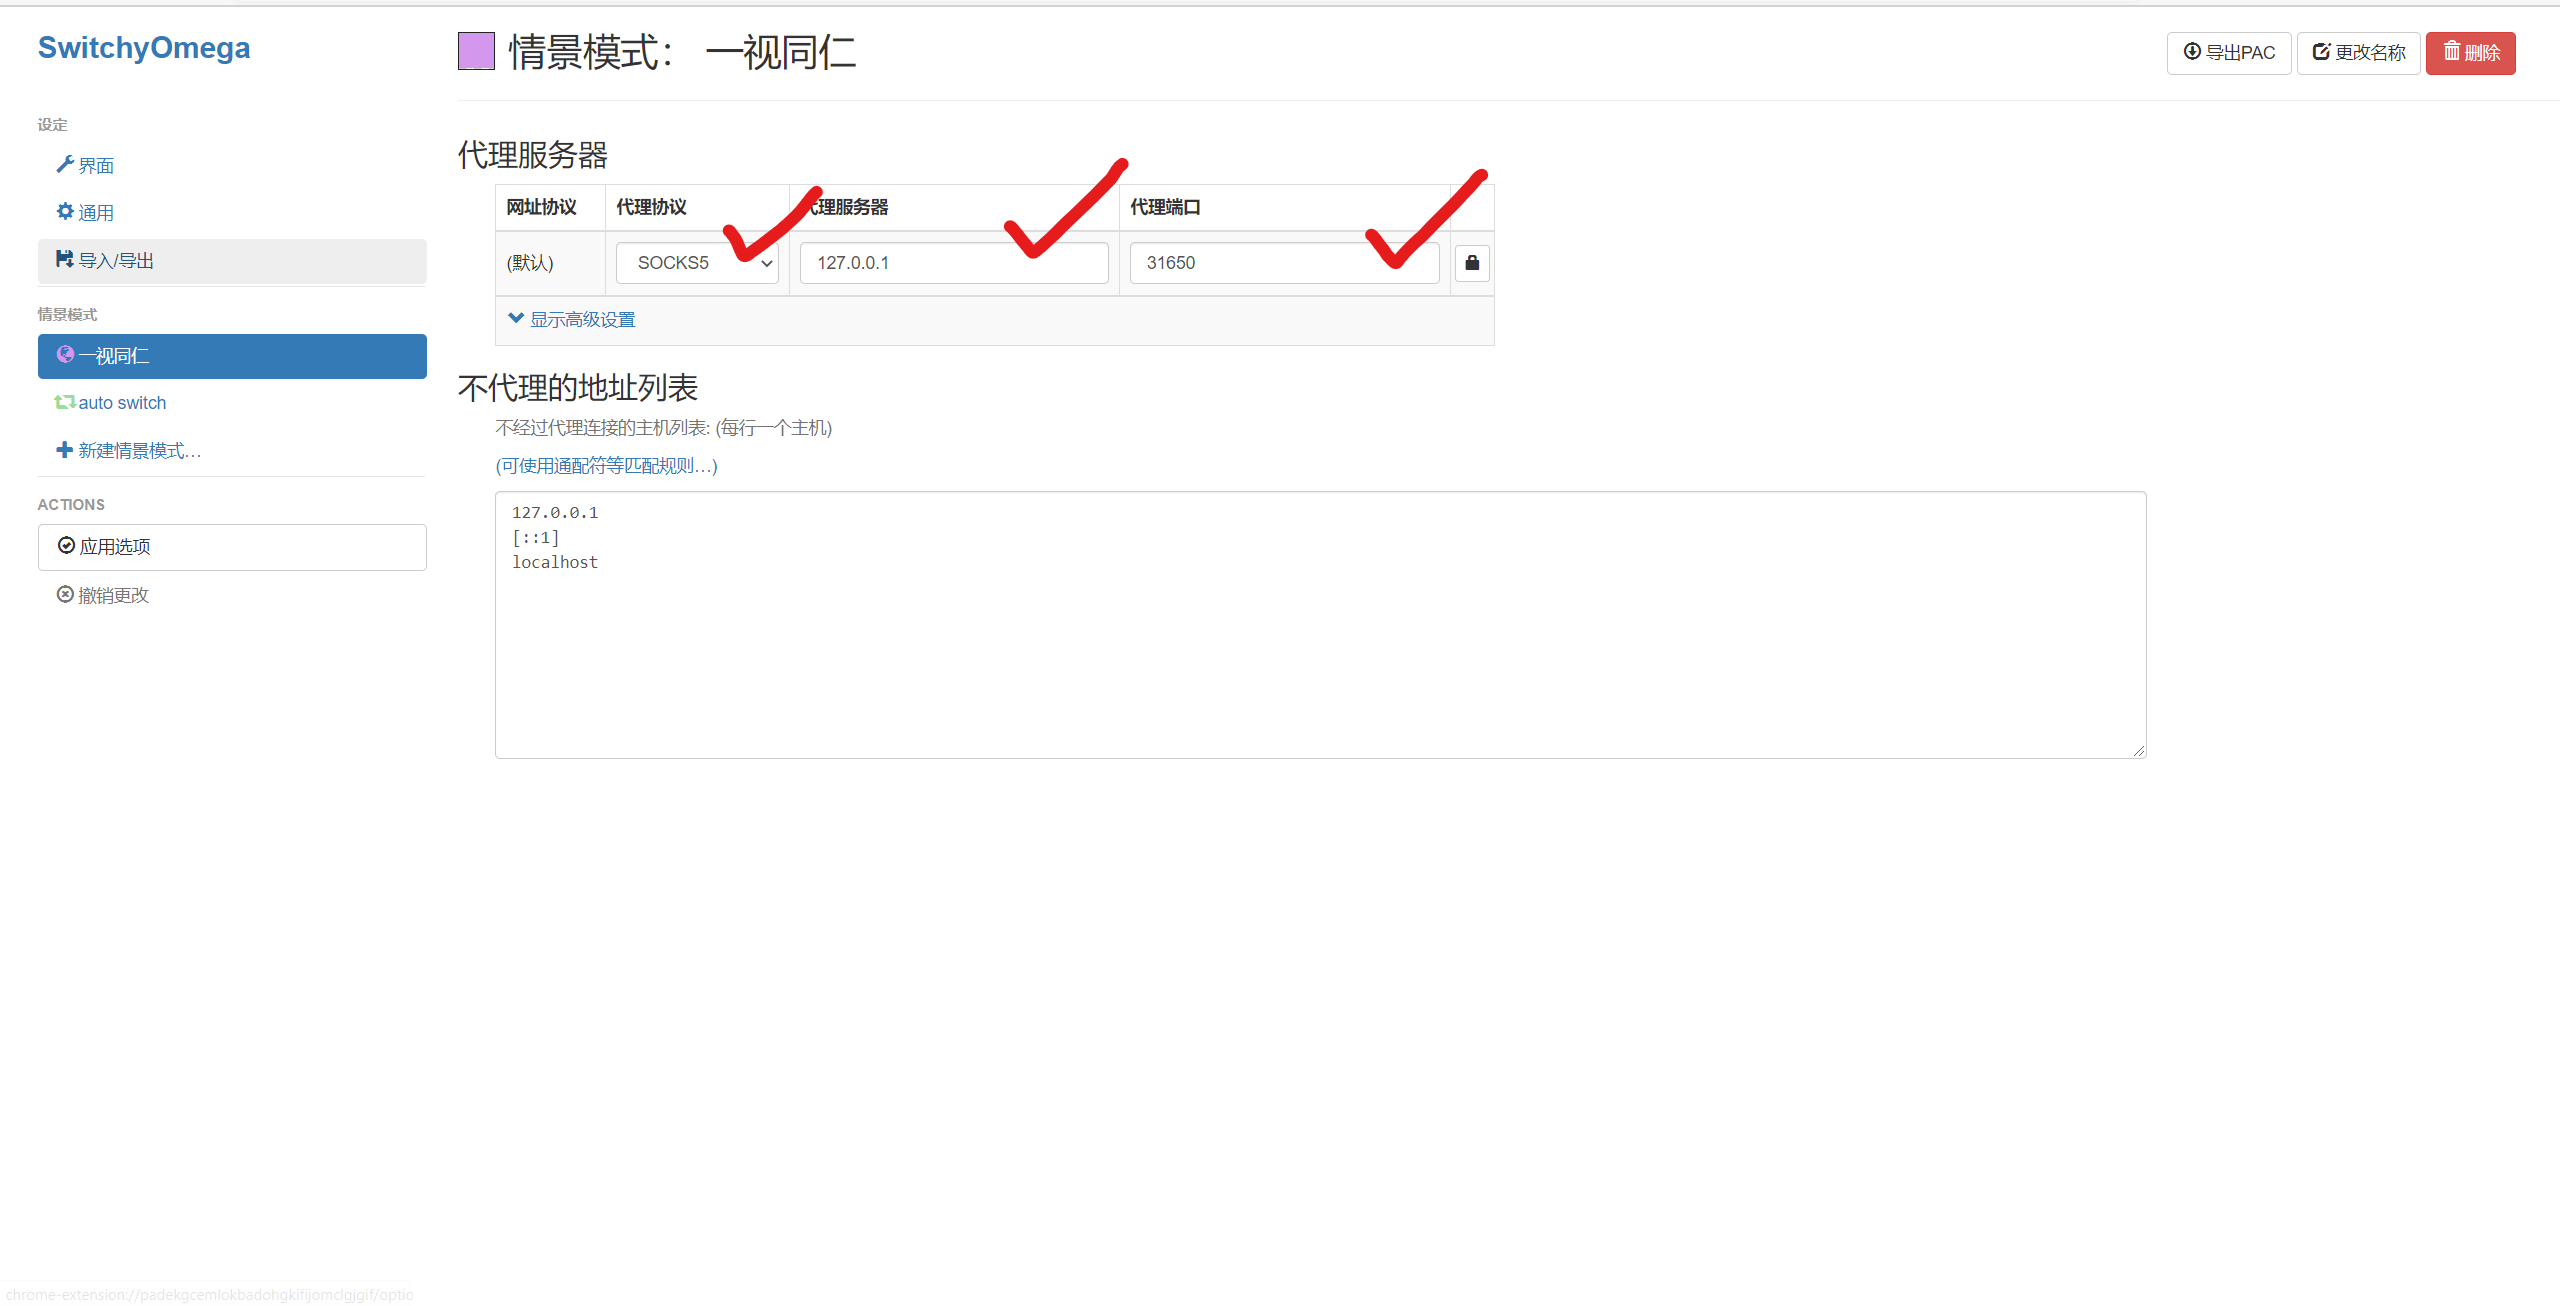 SwitchyOmega
设定
界面
通用
导入/导出
情景模式
一视同仁
auto switch
新建情景模式…
ACTIONS
应用选项
撤销更改
情景模式： 一视同仁
导出PAC
更改名称
删除
代理服务器
网址协议 代理协议 代理服务器 代理端口
(默认) SOCKS5 127.0.0.1 31650
显示高级设置
不代理的地址列表
不经过代理连接的主机列表: (每行一个主机)
(可使用通配符等匹配规则…)
127.0.0.1
[::1]
localhost
chrome-extension://padekgcemlokbadohgkifijomclgjgif/optio